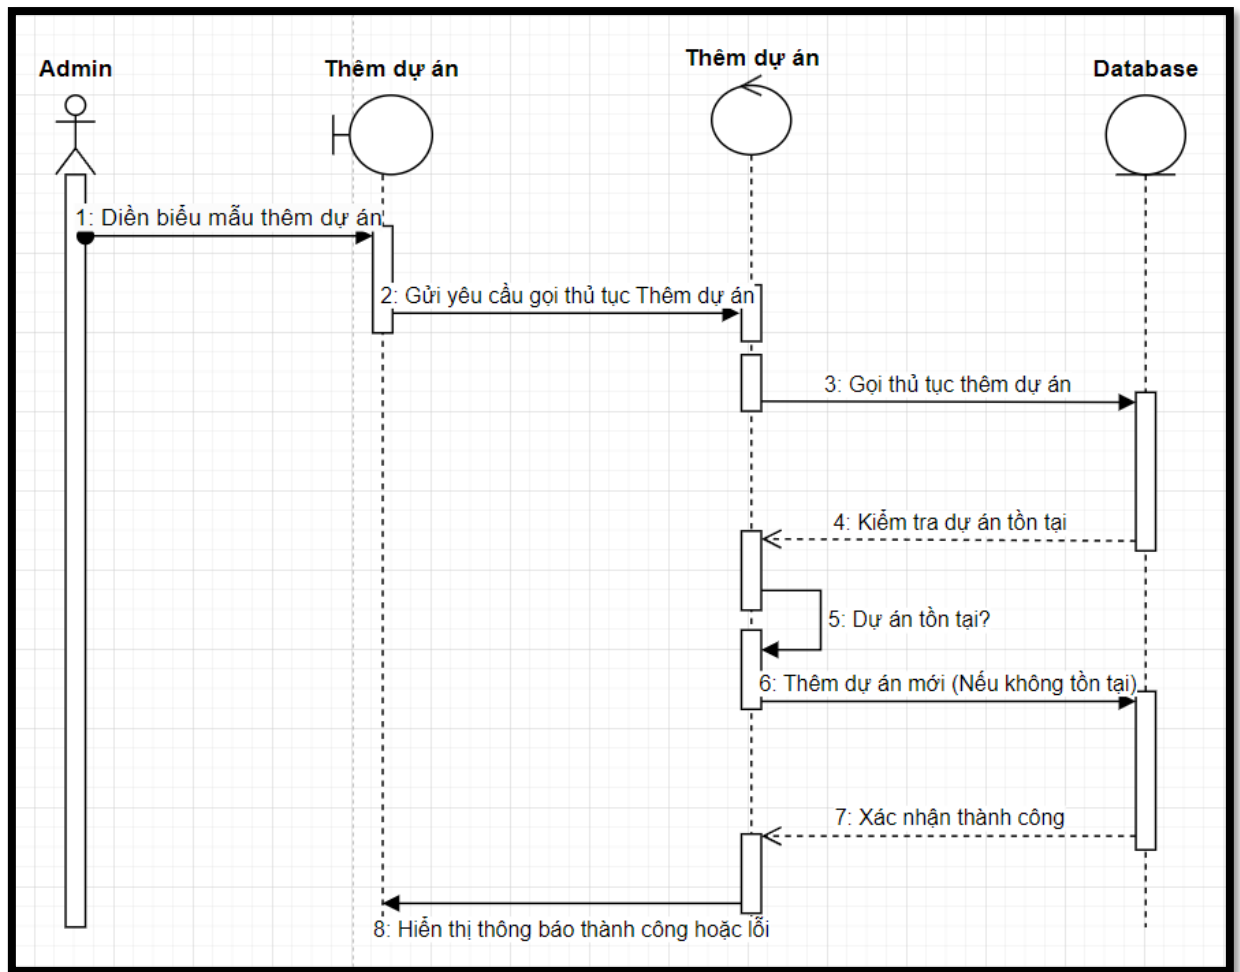 Admin
Thêm dự án
Thêm dự án
Database
1: Diền biểu mẫu thêm dự án
2: Gửi yêu cầu gọi thủ tục Thêm dự án
3: Gọi thủ tục thêm dự án
4: Kiểm tra dự án tồn tại
5: Dự án tồn tại?
6: Thêm dự án mới (Nếu không tồn tại)
7: Xác nhận thành công
8: Hiển thị thông báo thành công hoặc lỗi